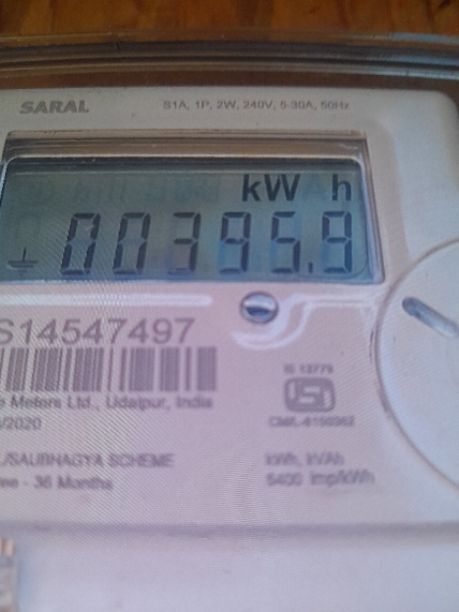 SARAL S1A, 1P, 2W, 240V, 5-30A, 50Hz
kWh
00395.9
S14547497
Meters Ltd., Udaipur, India
/2020
IS 13779
/SAUBHAGYA SCHEME
kWh, kVAh
- 36 Months
6400 imp/kWh